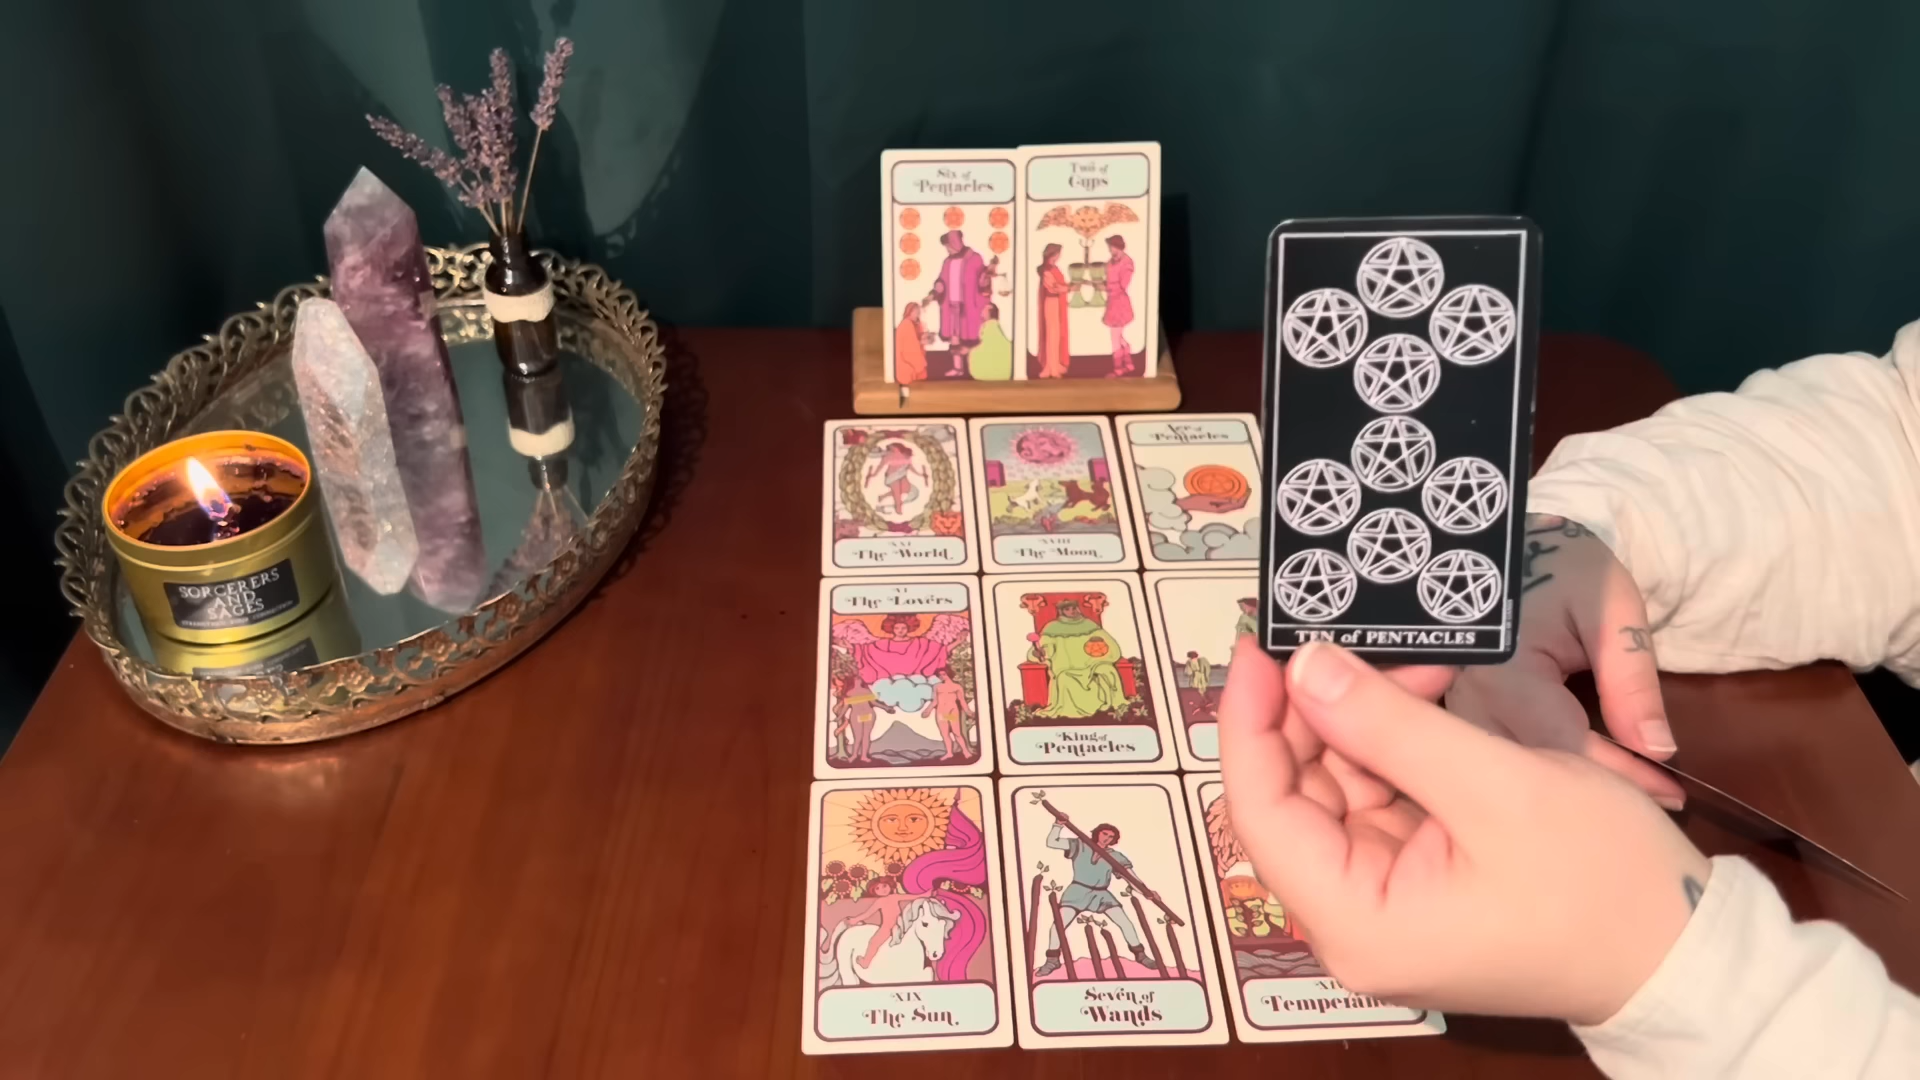 Six of
Pentacles
Two of
Cups
XXI
The World
XVIII
The Moon
Ace of
Pentacles
TEN of PENTACLES
SORCERERS
AND
SAGES
VI
The Lovers
King of
Pentacles
XIX
The Sun
Seven of
Wands
Temperan